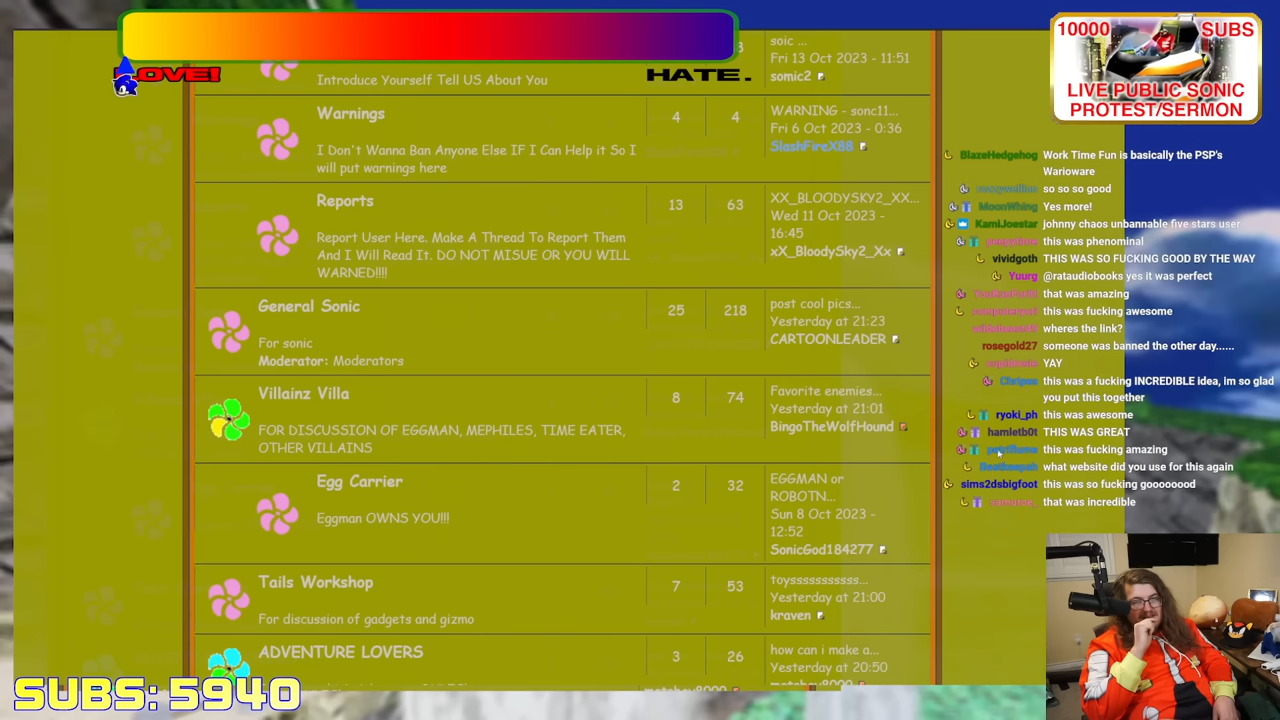 LOVE!
HATE.
10000 SUBS
LIVE PUBLIC SONIC
PROTEST/SERMON
Introduce Yourself Tell US About You
soic ...
Fri 13 Oct 2023 - 11:51
somic2
Warnings
I Don't Wanna Ban Anyone Else IF I Can Help it So I
will put warnings here
4
4
WARNING - sonc11...
Fri 6 Oct 2023 - 0:36
SlashFireX88
Reports
Report User Here. Make A Thread To Report Them
And I Will Read It. DO NOT MISUE OR YOU WILL
WARNED!!!!
13
63
XX_BLOODYSKY2_XX...
Wed 11 Oct 2023 -
16:45
xX_BloodySky2_Xx
General Sonic
For sonic
Moderator: Moderators
25
218
post cool pics...
Yesterday at 21:23
CARTOONLEADER
Villainz Villa
FOR DISCUSSION OF EGGMAN, MEPHILES, TIME EATER,
OTHER VILLAINS
8
74
Favorite enemies...
Yesterday at 21:01
BingoTheWolfHound
Egg Carrier
Eggman OWNS YOU!!!
2
32
EGGMAN or
ROBOTN...
Sun 8 Oct 2023 -
12:52
SonicGod184277
Tails Workshop
For discussion of gadgets and gizmo
7
53
toysssssssssss...
Yesterday at 21:00
kraven
ADVENTURE LOVERS
3
26
how can i make a...
Yesterday at 20:50
BlazeHedgehog Work Time Fun is basically the PSP's
Warioware
so so so good
MoonWhing Yes more!
KamiJoestar johnny chaos unbannable five stars user
this was phenominal
vividgoth THIS WAS SO FUCKING GOOD BY THE WAY
Yuurg @rataudiobooks yes it was perfect
that was amazing
this was fucking awesome
wheres the link?
rosegold27 someone was banned the other day......
YAY
this was a fucking INCREDIBLE idea, im so glad
you put this together
ryoki_ph this was awesome
hamletb0t THIS WAS GREAT
this was fucking amazing
what website did you use for this again
sims2dsbigfoot this was so fucking goooooood
that was incredible
SUBS: 5940